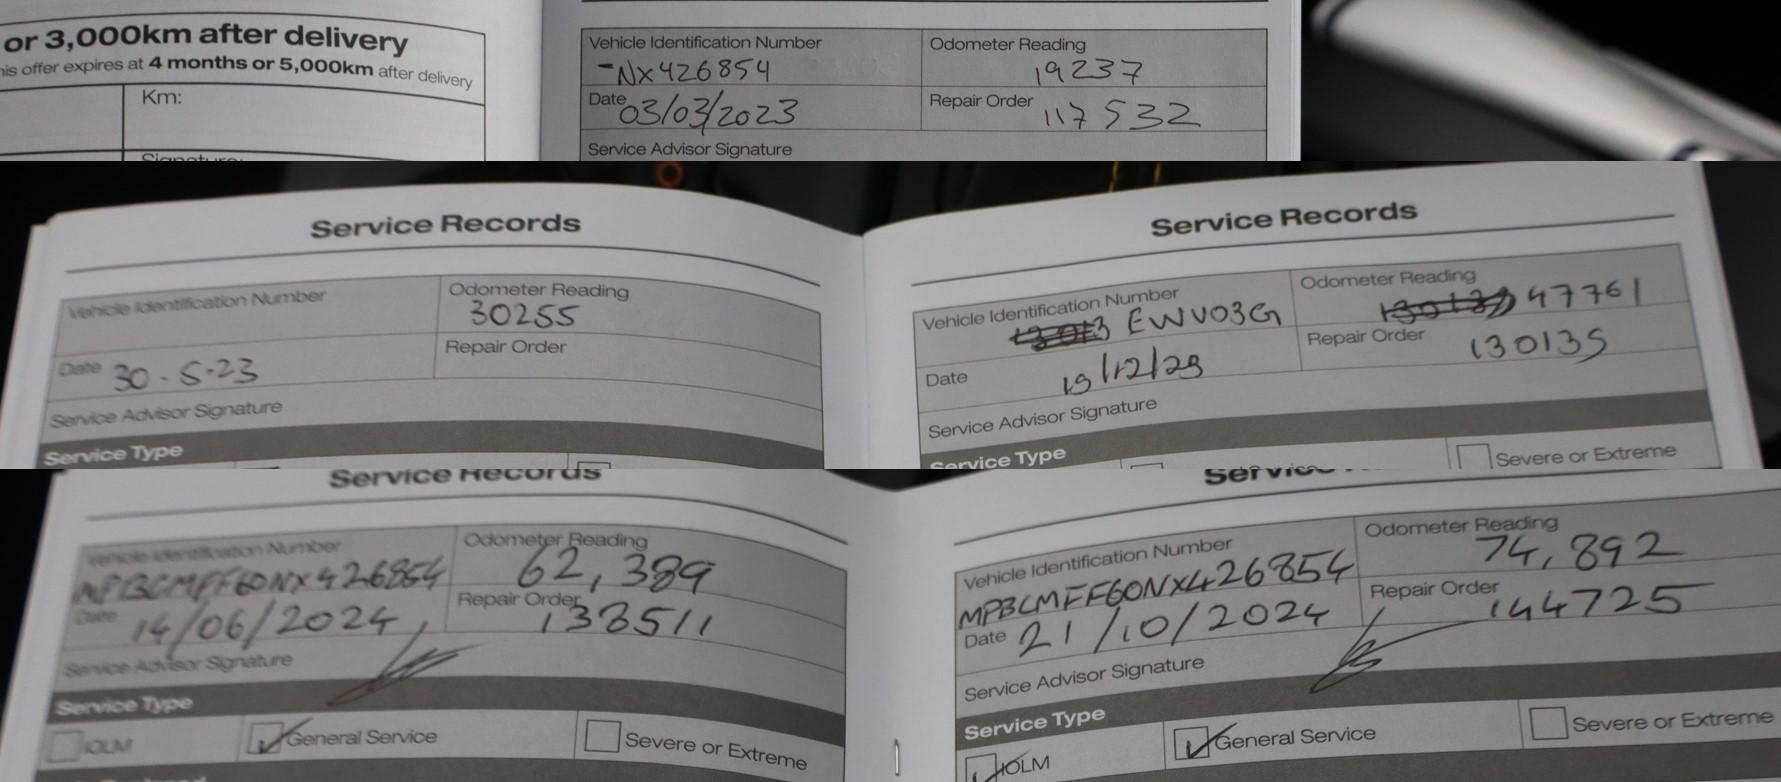 or 3,000km after delivery
his offer expires at 4 months or 5,000km after delivery
Km:
Signature:
Vehicle Identification Number
-NX426854
Odometer Reading
19237
Date 03/03/2023
Repair Order 117532
Service Advisor Signature
Service Records
Vehicle Identification Number
Odometer Reading
30255
Date 30-5-23
Repair Order
Service Advisor Signature
Service Type
Service Records
Vehicle Identification Number
EWV03G
Odometer Reading
47761
Date 19/12/23
Repair Order 130135
Service Advisor Signature
Service Type
Severe or Extreme
Service Records
Vehicle Identification Number
MPBCMFF60NX426854
Odometer Reading
62,389
Date 14/06/2024
Repair Order
138511
Service Advisor Signature
Service Type
IOLM
General Service
Severe or Extreme
Vehicle Identification Number
MPBCMFF60NX426854
Odometer Reading
74,892
Date 21/10/2024
Repair Order
144725
Service Advisor Signature
Service Type
IOLM
General Service
Severe or Extreme